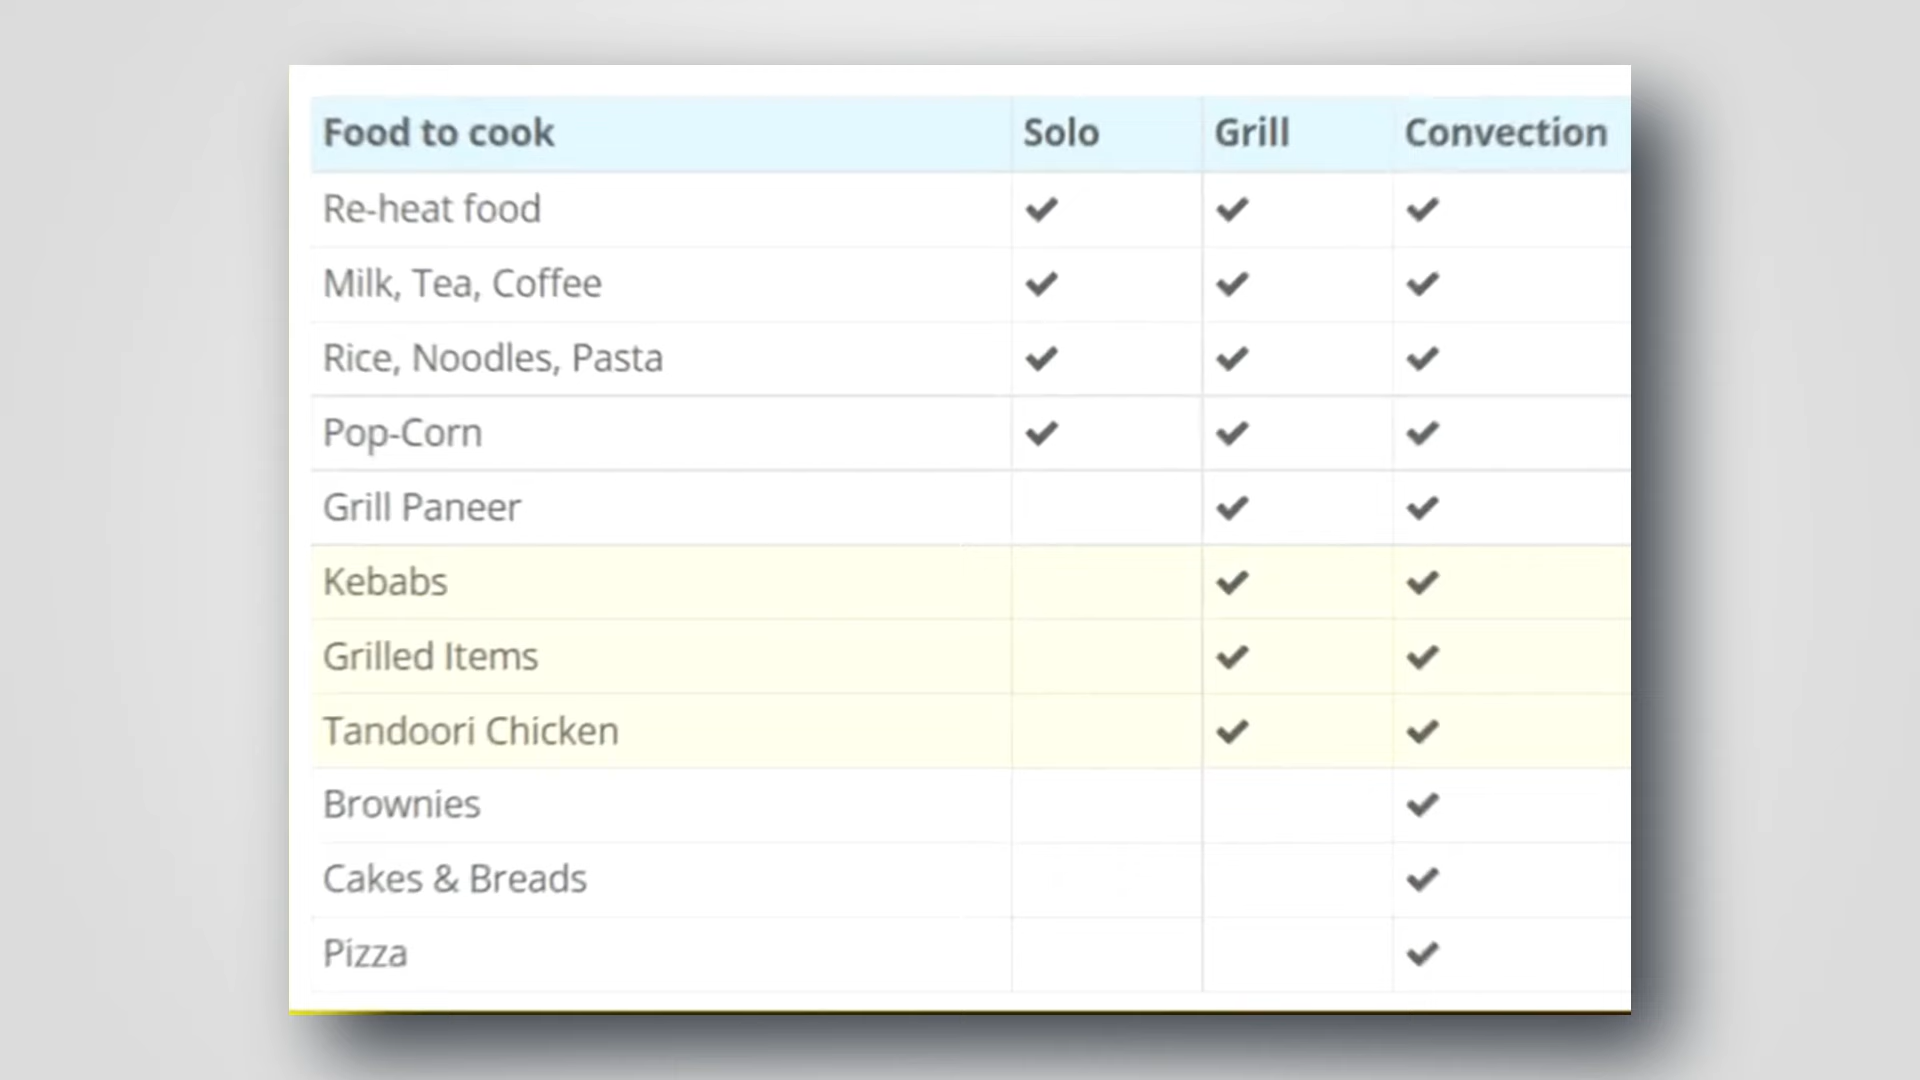 Food to cook Solo Grill Convection
Re-heat food ✔ ✔ ✔
Milk, Tea, Coffee ✔ ✔ ✔
Rice, Noodles, Pasta ✔ ✔ ✔
Pop-Corn ✔ ✔ ✔
Grill Paneer ✔ ✔
Kebabs ✔ ✔
Grilled Items ✔ ✔
Tandoori Chicken ✔ ✔
Brownies ✔
Cakes & Breads ✔
Pizza ✔